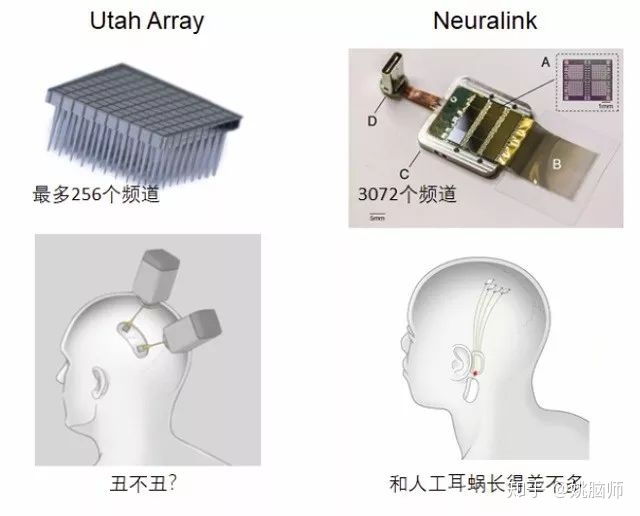 Utah Array
Neuralink
A
1mm
D
B
C
最多256个频道
3072个频道
5mm
丑不丑?
和人工耳蜗长得差不多
知乎 @姚脑师